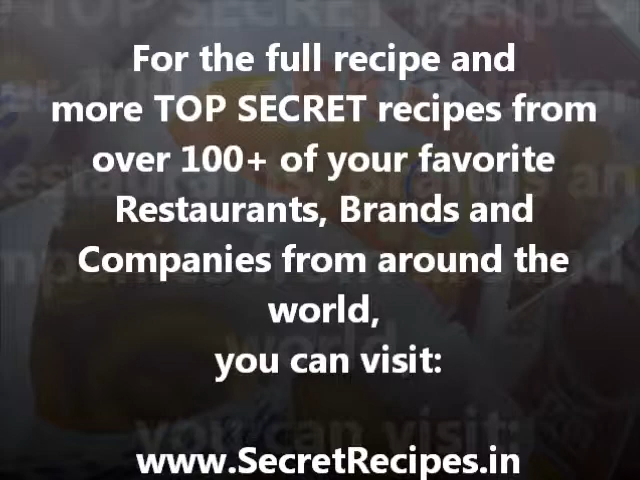 For the full recipe and
more TOP SECRET recipes from
over 100+ of your favorite
Restaurants, Brands and
Companies from around the
world,
you can visit:
www.SecretRecipes.in